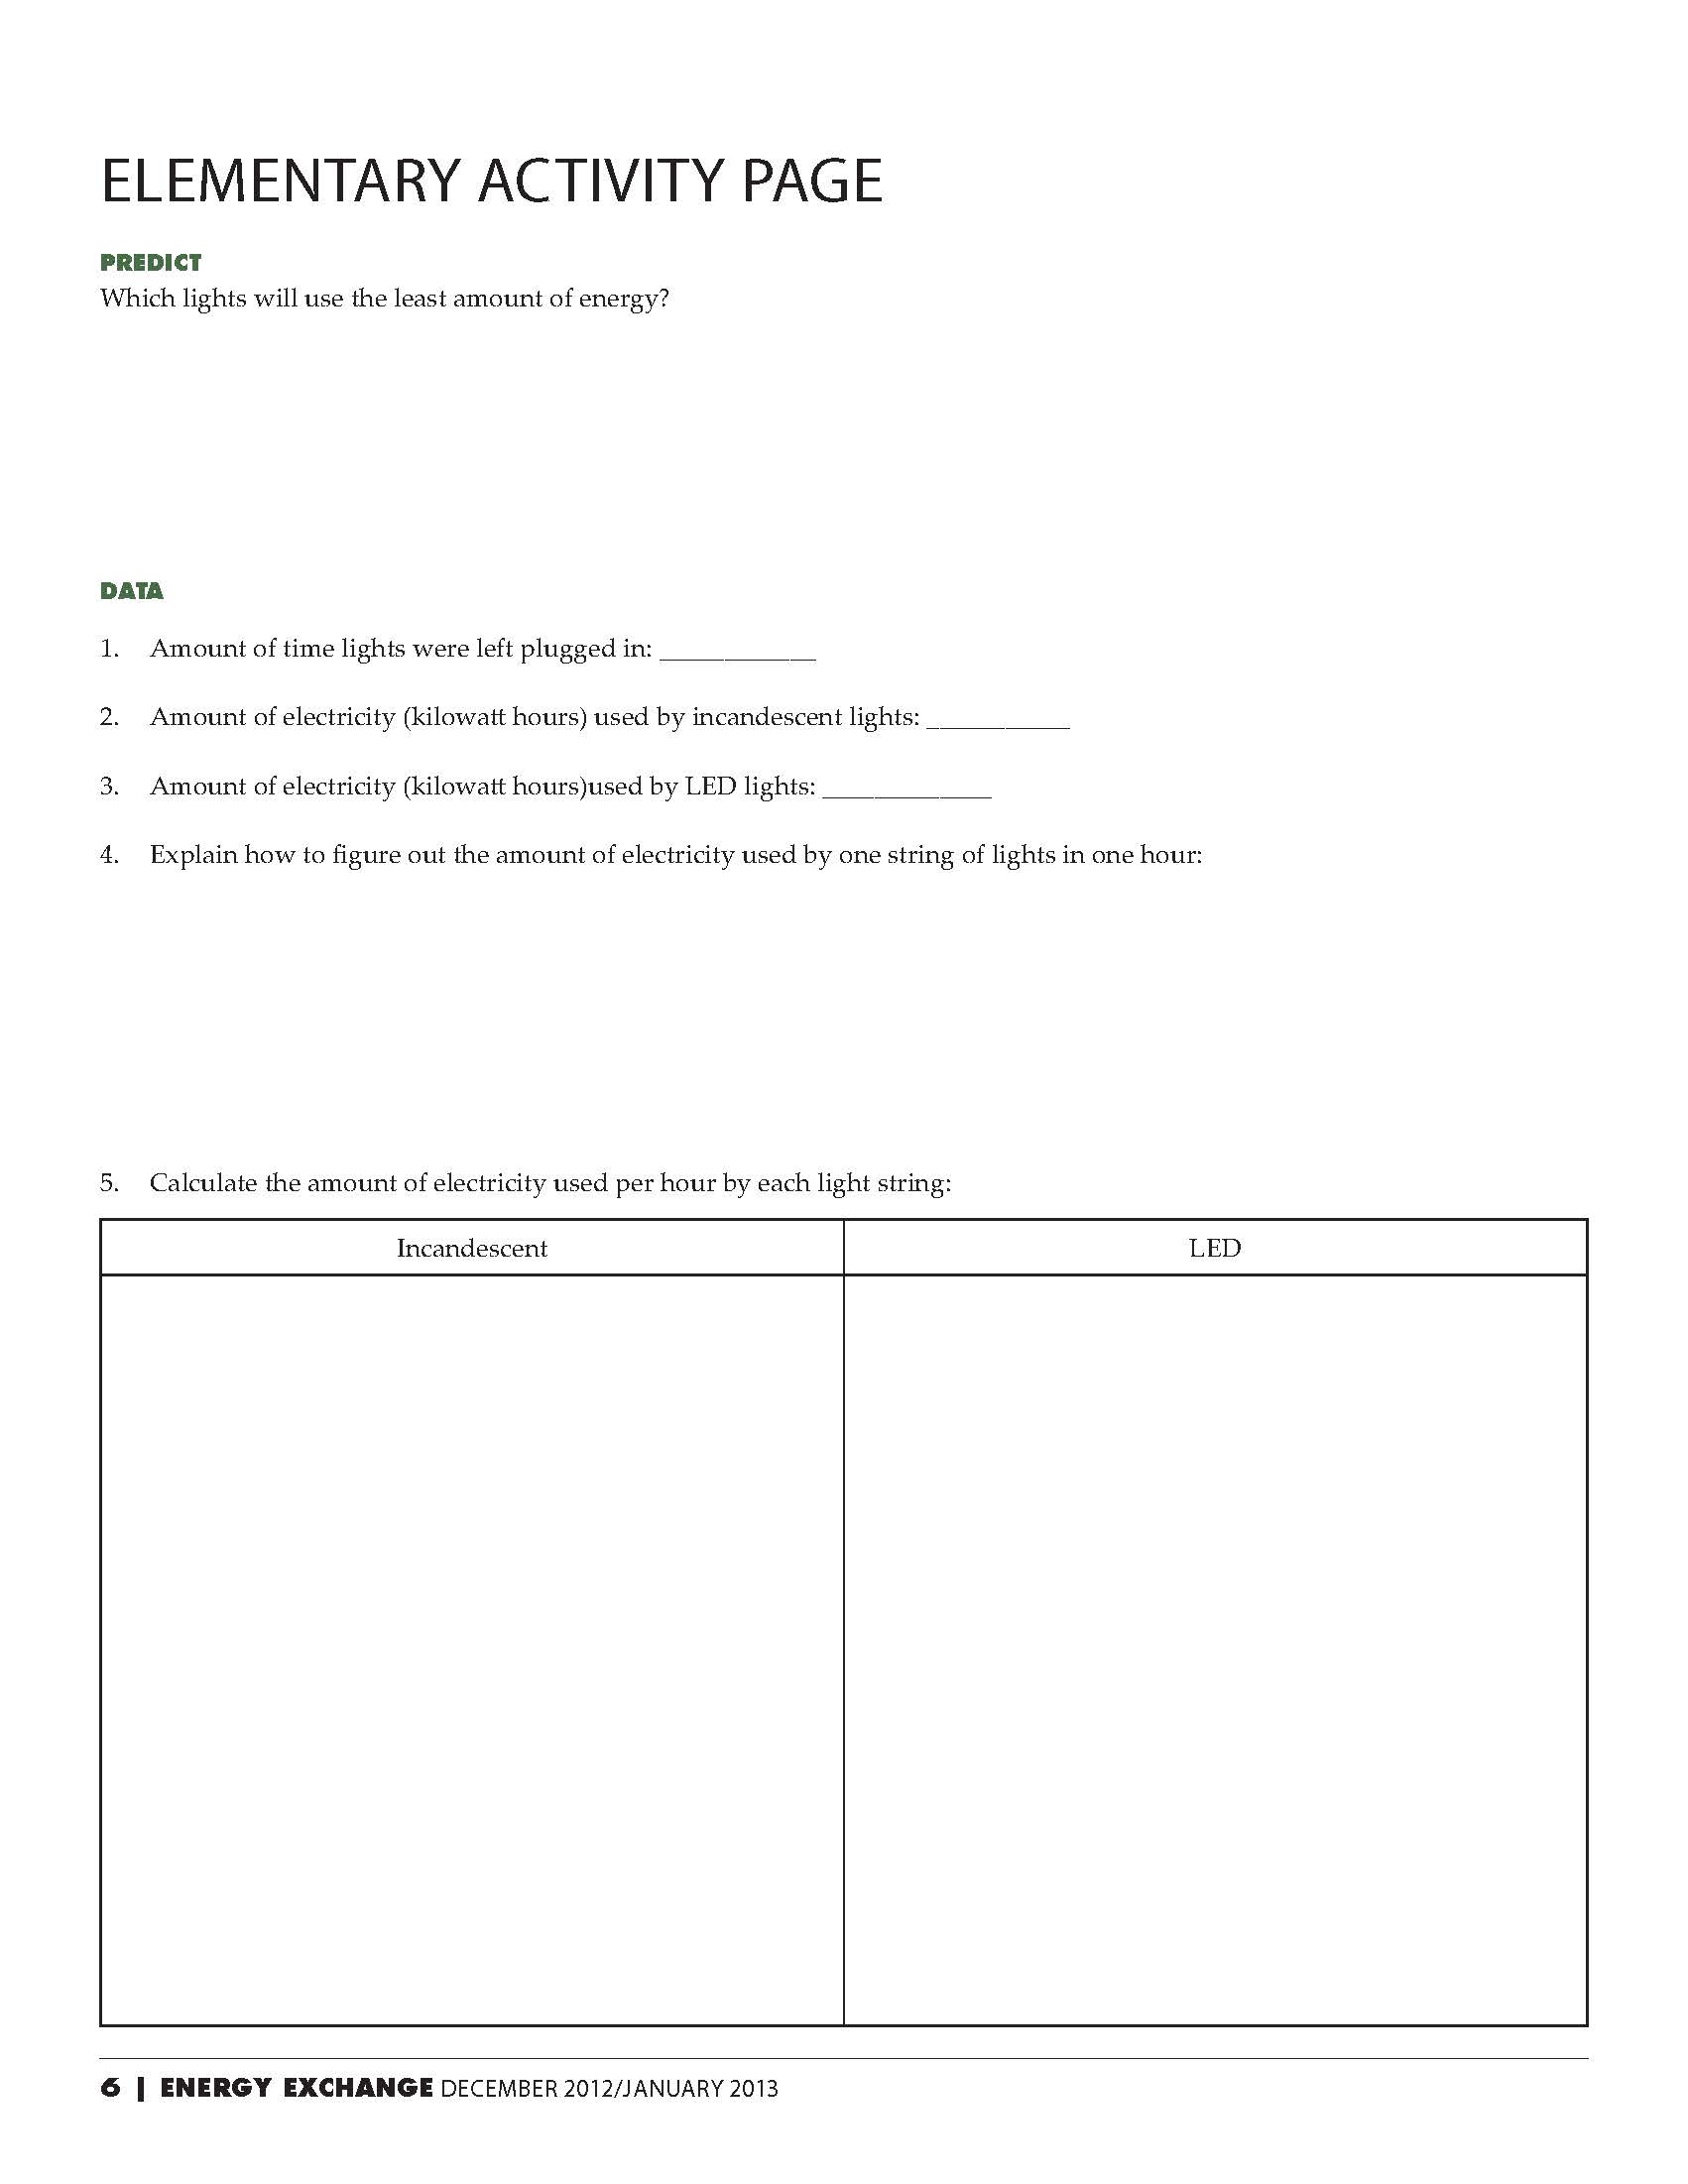 ELEMENTARY ACTIVITY PAGE
PREDICT
Which lights will use the least amount of energy?
DATA
1. Amount of time lights were left plugged in: ____________
2. Amount of electricity (kilowatt hours) used by incandescent lights: ___________
3. Amount of electricity (kilowatt hours)used by LED lights: _____________
4. Explain how to figure out the amount of electricity used by one string of lights in one hour:
5. Calculate the amount of electricity used per hour by each light string:
Incandescent LED
6 | ENERGY EXCHANGE DECEMBER 2012/JANUARY 2013